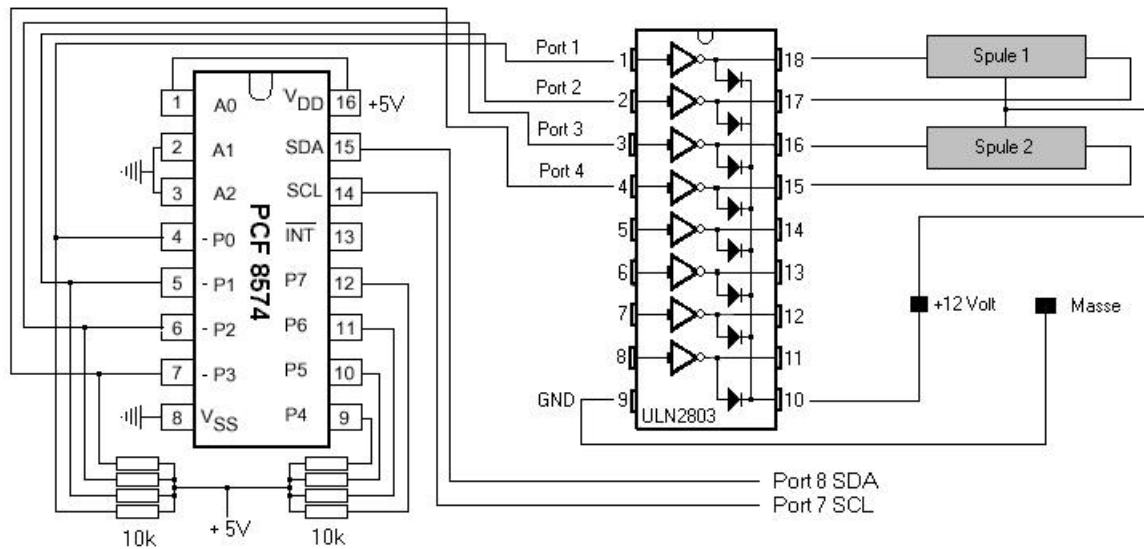 PCF 8574
1 A0
VDD 16 +5V
2 A1
SDA 15
3 A2
SCL 14
4 - P0
INT 13
5 - P1
P7 12
6 - P2
P6 11
7 - P3
P5 10
8 VSS
P4 9
10k
+ 5V
10k
Port 1
Port 2
Port 3
Port 4
GND
1
2
3
4
5
6
7
8
9
18
17
16
15
14
13
12
11
10
ULN2803
Spule 1
Spule 2
+12 Volt
Masse
Port 8 SDA
Port 7 SCL